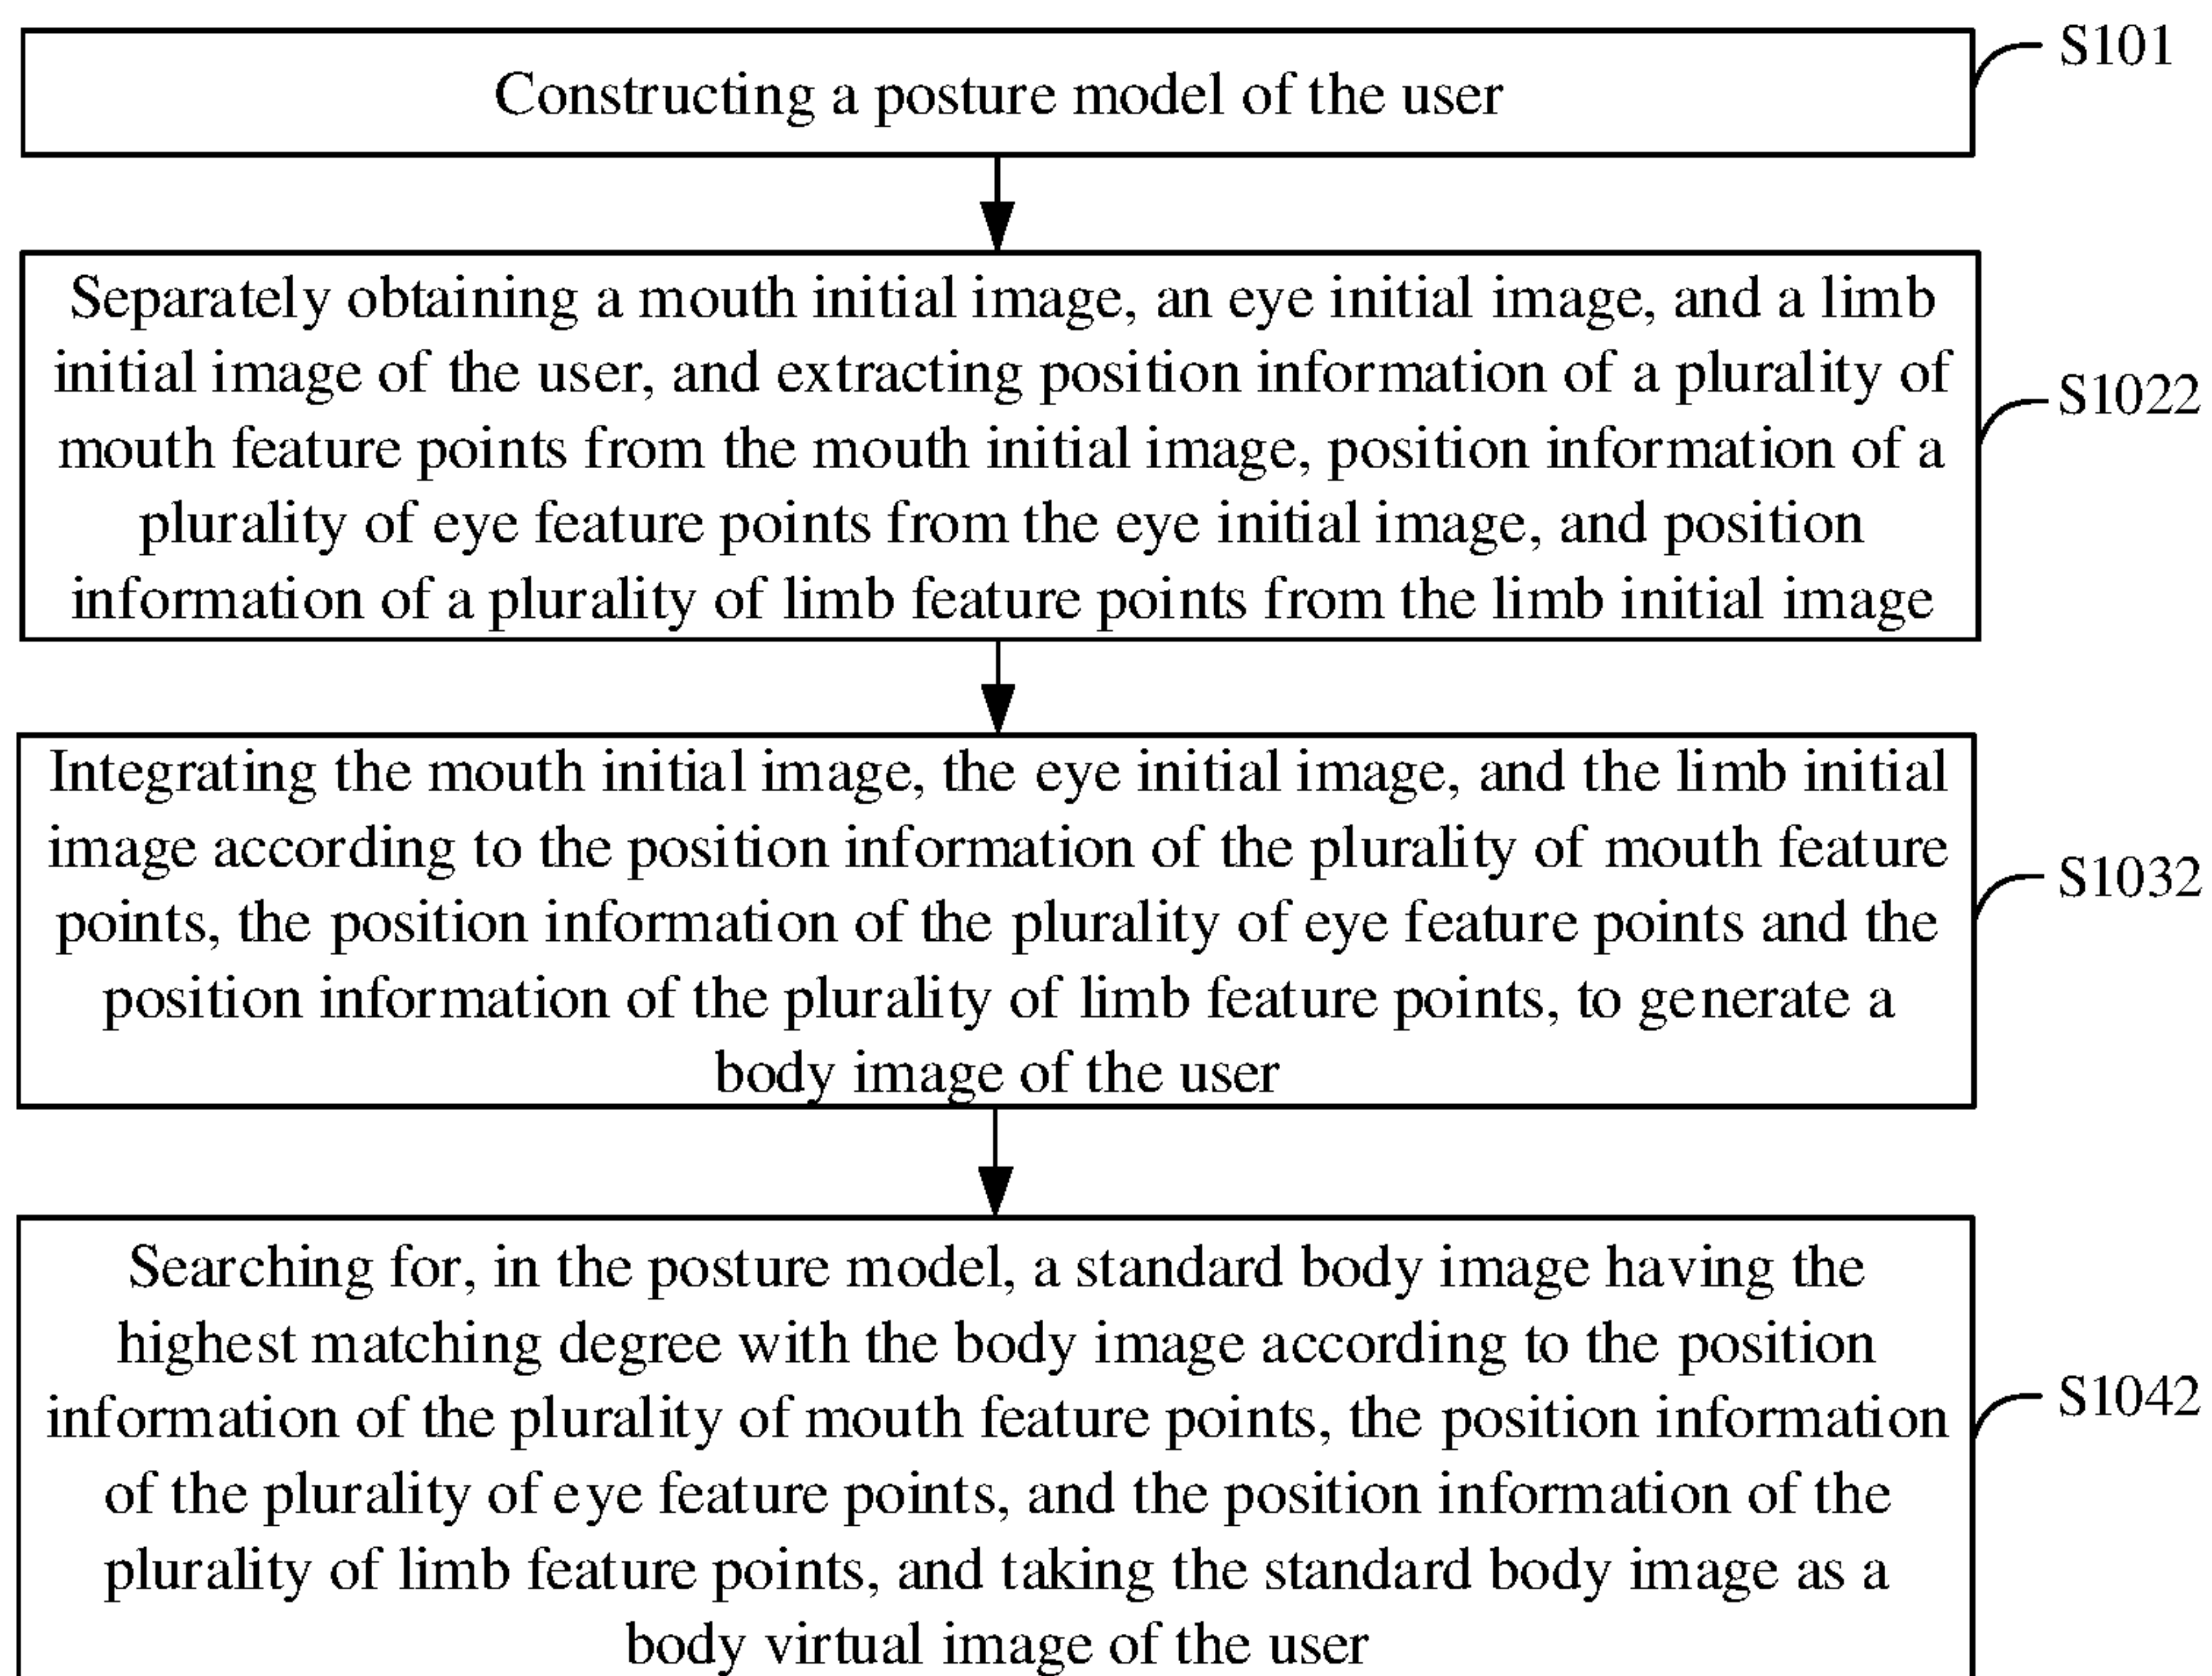 Constructing a posture model of the user
S101
Separately obtaining a mouth initial image, an eye initial image, and a limb
initial image of the user, and extracting position information of a plurality of
mouth feature points from the mouth initial image, position information of a
plurality of eye feature points from the eye initial image, and position
information of a plurality of limb feature points from the limb initial image
S1022
Integrating the mouth initial image, the eye initial image, and the limb initial
image according to the position information of the plurality of mouth feature
points, the position information of the plurality of eye feature points and the
position information of the plurality of limb feature points, to generate a
body image of the user
S1032
Searching for, in the posture model, a standard body image having the
highest matching degree with the body image according to the position
information of the plurality of mouth feature points, the position information
of the plurality of eye feature points, and the position information of the
plurality of limb feature points, and taking the standard body image as a
body virtual image of the user
S1042